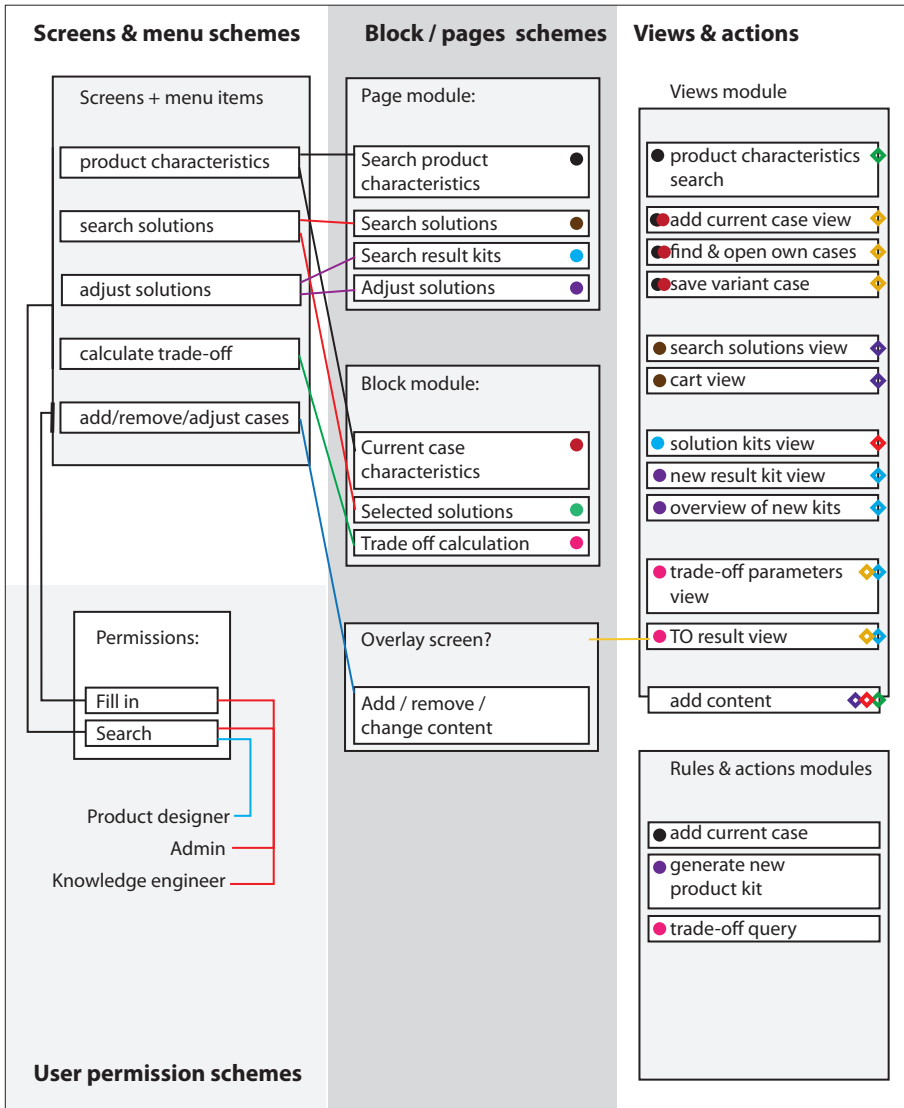 Screens & menu schemes
Screens + menu items
product characteristics
search solutions
adjust solutions
calculate trade-off
add/remove/adjust cases
Permissions:
Fill in
Search
Product designer
Admin
Knowledge engineer
User permission schemes
Block / pages schemes
Page module:
Search product
characteristics
Search solutions
Search result kits
Adjust solutions
Block module:
Current case
characteristics
Selected solutions
Trade off calculation
Overlay screen?
Add / remove /
change content
Views & actions
Views module
product characteristics
search
add current case view
find & open own cases
save variant case
search solutions view
cart view
solution kits view
new result kit view
overview of new kits
trade-off parameters
view
TO result view
add content
Rules & actions modules
add current case
generate new
product kit
trade-off query